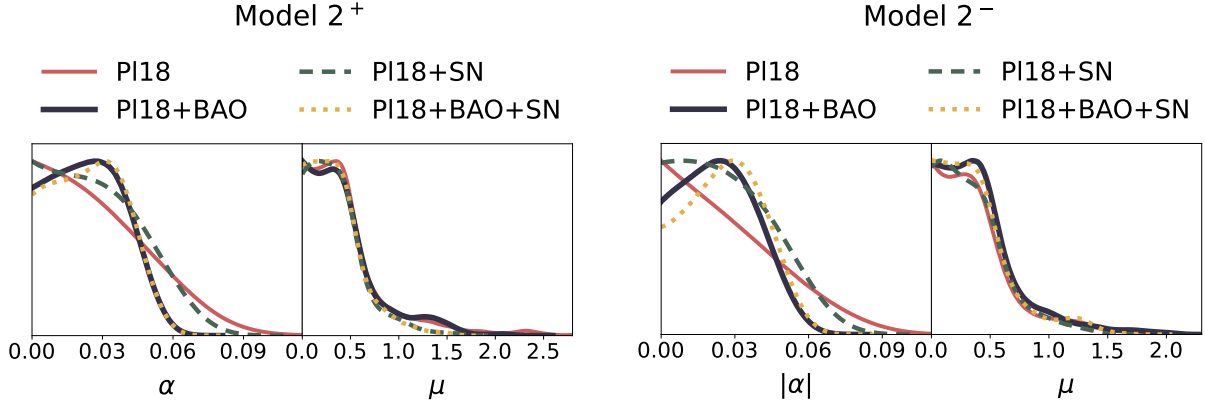 Model 2⁺
Pl18
Pl18+SN
Pl18+BAO
Pl18+BAO+SN
0.00 0.03 0.06 0.09
α
0.0 0.5 1.0 1.5 2.0 2.5
μ
Model 2⁻
Pl18
Pl18+SN
Pl18+BAO
Pl18+BAO+SN
0.00 0.03 0.06 0.09
|α|
0.0 0.5 1.0 1.5 2.0
μ